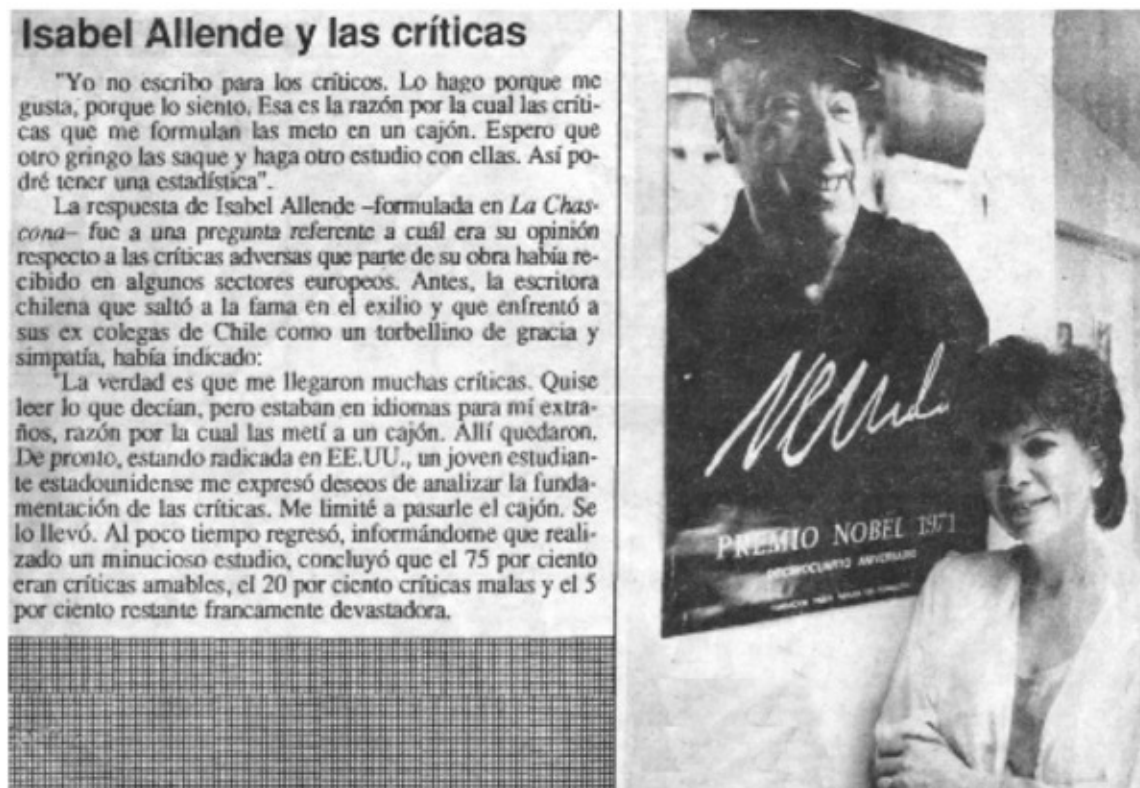 Isabel Allende y las críticas
"Yo no escribo para los críticos. Lo hago porque me
gusta, porque lo siento. Esa es la razón por la cual las críti-
cas que me formulan las meto en un cajón. Espero que
otro gringo las saque y haga otro estudio con ellas. Así po-
dré tener una estadística".
La respuesta de Isabel Allende –formulada en La Chas-
cona– fue a una pregunta referente a cuál era su opinión
respecto a las críticas adversas que parte de su obra había re-
cibido en algunos sectores europeos. Antes, la escritora
chilena que saltó a la fama en el exilio y que enfrentó a
sus ex colegas de Chile como un torbellino de gracia y
simpatía, había indicado:
"La verdad es que me llegaron muchas críticas. Quise
leer lo que decían, pero estaban en idiomas para mí extra-
ños, razón por la cual las metí a un cajón. Allí quedaron.
De pronto, estando radicada en EE.UU., un joven estudian-
te estadounidense me expresó deseos de analizar la funda-
mentación de las críticas. Me limité a pasarle el cajón. Se
lo llevó. Al poco tiempo regresó, informándome que reali-
zado un minucioso estudio, concluyó que el 75 por ciento
eran críticas amables, el 20 por ciento críticas malas y el 5
por ciento restante francamente devastadora.
Neruda
PREMIO NOBEL 1971
DECIMOCUARTO ANIVERSARIO